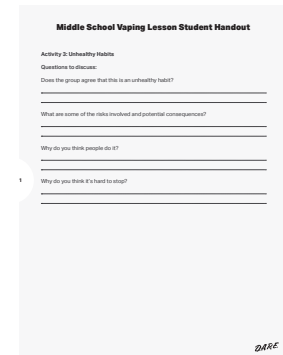 Middle School Vaping Lesson Student Handout
Activity 3: Unhealthy Habits
Questions to discuss:
Does the group agree that this is an unhealthy habit?
What are some of the risks involved and potential consequences?
Why do you think people do it?
1
Why do you think it's hard to stop?
DARE